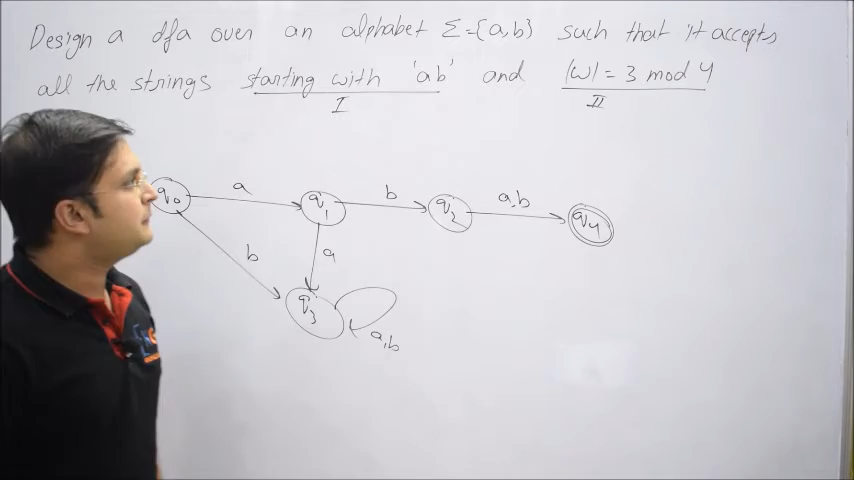 Design a dfa over an alphabet Σ={a,b} such that it accepts
all the strings starting with 'ab' and |w| = 3 mod 4
I II
q0 a q1 b q2 a,b q4
b a
q3
a,b